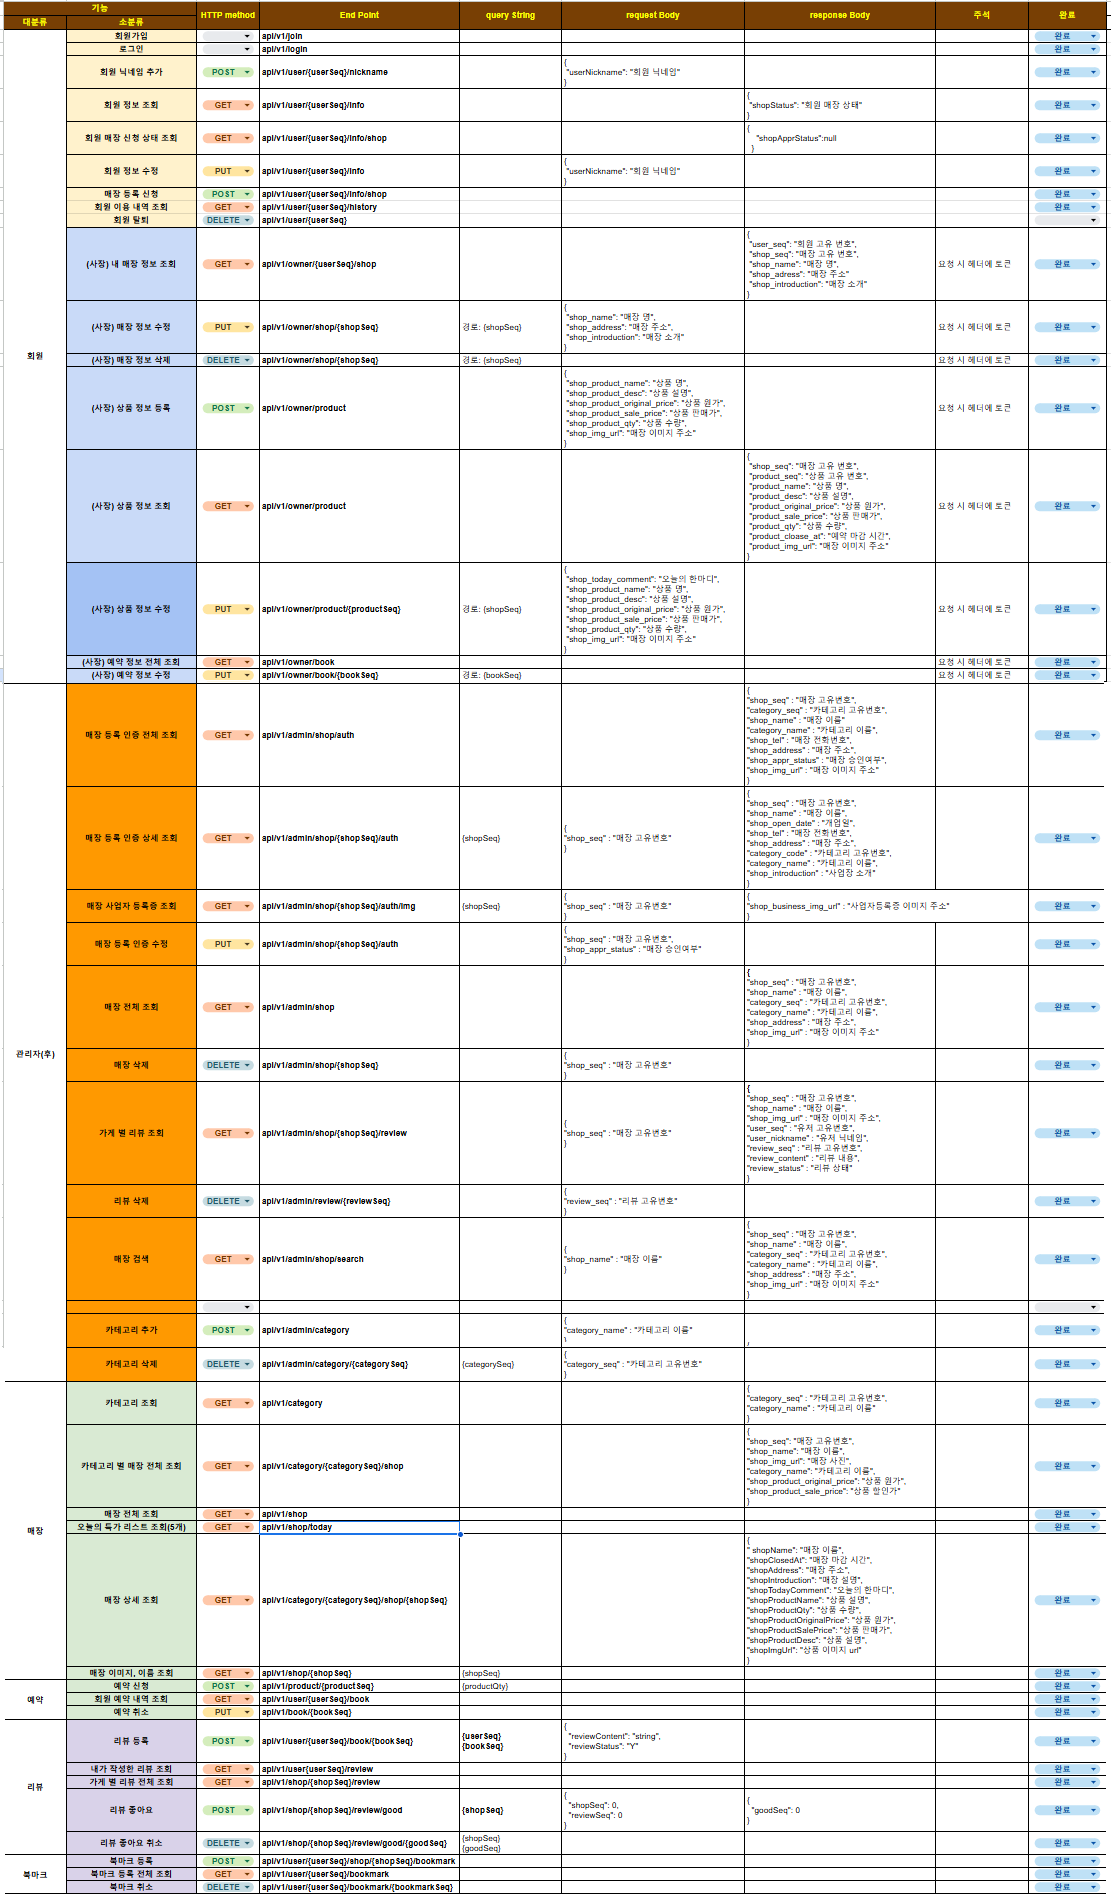 기능
대분류 소분류 HTTP method End Point query String request Body response Body 주석 완료
회원
회원가입 api/v1/join 완료
로그인 api/v1/login 완료
회원 닉네임 추가 POST api/v1/user/{userSeq}/nickname
{
"userNickname": "회원 닉네임"
}
완료
회원 정보 조회 GET api/v1/user/{userSeq}/info
{
"shopStatus": "회원 매장 상태"
}
완료
회원 매장 신청 상태 조회 GET api/v1/user/{userSeq}/info/shop
{
"shopApprStatus":null
}
완료
회원 정보 수정 PUT api/v1/user/{userSeq}/info
{
"userNickname": "회원 닉네임"
}
완료
매장 등록 신청 POST api/v1/user/{userSeq}/info/shop 완료
회원 이용 내역 조회 GET api/v1/user/{userSeq}/history 완료
회원 탈퇴 DELETE api/v1/user/{userSeq}
(사장) 내 매장 정보 조회 GET api/v1/owner/{userSeq}/shop
{
"user_seq": "회원 고유 번호",
"shop_seq": "매장 고유 번호",
"shop_name": "매장 명",
"shop_adress": "매장 주소"
"shop_introduction": "매장 소개"
}
요청 시 헤더에 토큰 완료
(사장) 매장 정보 수정 PUT api/v1/owner/shop/{shopSeq} 경로: {shopSeq}
{
"shop_name": "매장 명",
"shop_address": "매장 주소",
"shop_introduction": "매장 소개"
}
요청 시 헤더에 토큰 완료
(사장) 매장 정보 삭제 DELETE api/v1/owner/shop/{shopSeq} 경로: {shopSeq} 요청 시 헤더에 토큰 완료
(사장) 상품 정보 등록 POST api/v1/owner/product
{
"shop_product_name": "상품 명",
"shop_product_desc": "상품 설명",
"shop_product_original_price": "상품 원가",
"shop_product_sale_price": "상품 판매가",
"shop_product_qty": "상품 수량",
"shop_img_url": "매장 이미지 주소"
}
요청 시 헤더에 토큰 완료
(사장) 상품 정보 조회 GET api/v1/owner/product
{
"shop_seq": "매장 고유 번호",
"product_seq": "상품 고유 번호",
"product_name": "상품 명",
"product_desc": "상품 설명",
"product_original_price": "상품 원가",
"product_sale_price": "상품 판매가",
"product_qty": "상품 수량",
"product_cloase_at": "예약 마감 시간",
"product_img_url": "매장 이미지 주소"
}
요청 시 헤더에 토큰 완료
(사장) 상품 정보 수정 PUT api/v1/owner/product/{productSeq} 경로: {shopSeq}
{
"shop_today_comment": "오늘의 한마디",
"shop_product_name": "상품 명",
"shop_product_desc": "상품 설명",
"shop_product_original_price": "상품 원가",
"shop_product_sale_price": "상품 판매가",
"shop_product_qty": "상품 수량",
"shop_img_url": "매장 이미지 주소"
}
요청 시 헤더에 토큰 완료
(사장) 예약 정보 전체 조회 GET api/v1/owner/book 요청 시 헤더에 토큰 완료
(사장) 예약 정보 수정 PUT api/v1/owner/book/{bookSeq} 경로: {bookSeq} 요청 시 헤더에 토큰 완료
관리자(후)
매장 등록 인증 전체 조회 GET api/v1/admin/shop/auth
{
"shop_seq" : "매장 고유번호",
"category_seq" : "카테고리 고유번호",
"shop_name" : "매장 이름"
"category_name" : "카테고리 이름",
"shop_tel" : "매장 전화번호",
"shop_address" : "매장 주소",
"shop_appr_status" : "매장 승인여부",
"shop_img_url" : "매장 이미지 주소"
}
완료
매장 등록 인증 상세 조회 GET api/v1/admin/shop/{shopSeq}/auth {shopSeq}
{
"shop_seq" : "매장 고유번호"
}
{
"shop_seq" : "매장 고유번호",
"shop_name" : "매장 이름",
"shop_open_date" : "개업일",
"shop_tel" : "매장 전화번호",
"shop_address" : "매장 주소",
"category_code" : "카테고리 고유번호",
"category_name" : "카테고리 이름",
"shop_introduction" : "사업장 소개"
}
완료
매장 사업자 등록증 조회 GET api/v1/admin/shop/{shopSeq}/auth/img {shopSeq}
{
"shop_seq" : "매장 고유번호"
}
{
"shop_business_img_url" : "사업자등록증 이미지 주소"
}
완료
매장 등록 인증 수정 PUT api/v1/admin/shop/{shopSeq}/auth
{
"shop_seq" : "매장 고유번호",
"shop_appr_status" : "매장 승인여부"
}
완료
매장 전체 조회 GET api/v1/admin/shop
{
"shop_seq" : "매장 고유번호",
"shop_name" : "매장 이름",
"category_seq" : "카테고리 고유번호",
"category_name" : "카테고리 이름",
"shop_address" : "매장 주소",
"shop_img_url" : "매장 이미지 주소"
}
완료
매장 삭제 DELETE api/v1/admin/shop/{shopSeq}
{
"shop_seq" : "매장 고유번호"
}
완료
가게 별 리뷰 조회 GET api/v1/admin/shop/{shopSeq}/review
{
"shop_seq" : "매장 고유번호"
}
{
"shop_seq" : "매장 고유번호",
"shop_name" : "매장 이름",
"shop_img_url" : "매장 이미지 주소",
"user_seq" : "유저 고유번호",
"user_nickname" : "유저 닉네임",
"review_seq" : "리뷰 고유번호",
"review_content" : "리뷰 내용",
"review_status" : "리뷰 상태"
}
완료
리뷰 삭제 DELETE api/v1/admin/review/{reviewSeq}
{
"review_seq" : "리뷰 고유번호"
}
완료
매장 검색 GET api/v1/admin/shop/search
{
"shop_name" : "매장 이름"
}
{
"shop_seq" : "매장 고유번호",
"shop_name" : "매장 이름",
"category_seq" : "카테고리 고유번호",
"category_name" : "카테고리 이름",
"shop_address" : "매장 주소",
"shop_img_url" : "매장 이미지 주소"
}
완료
카테고리 추가 POST api/v1/admin/category
{
"category_name" : "카테고리 이름"
}
완료
카테고리 삭제 DELETE api/v1/admin/category/{categorySeq} {categorySeq}
{
"category_seq" : "카테고리 고유번호"
}
완료
매장
카테고리 조회 GET api/v1/category
{
"category_seq" : "카테고리 고유번호",
"category_name" : "카테고리 이름"
}
완료
카테고리 별 매장 전체 조회 GET api/v1/category/{categorySeq}/shop
{
"shop_seq": "매장 고유번호",
"shop_name": "매장 이름",
"shop_img_url": "매장 사진",
"category_name": "카테고리 이름",
"shop_product_original_price": "상품 원가",
"shop_product_sale_price": "상품 할인가"
}
완료
매장 전체 조회 GET api/v1/shop 완료
오늘의 특가 리스트 조회(5개) GET api/v1/shop/today 완료
매장 상세 조회 GET api/v1/category/{categorySeq}/shop/{shopSeq}
{
" shopName": "매장 이름",
"shopClosedAt": "매장 마감 시간",
"shopAddress": "매장 주소",
"shopIntroduction": "매장 설명",
"shopTodayComment": "오늘의 한마디",
"shopProductName": "상품 설명",
"shopProductQty": "상품 수량",
"shopProductOriginalPrice": "상품 원가",
"shopProductSalePrice": "상품 판매가",
"shopProductDesc": "상품 설명",
"shopImgUrl": "상품 이미지 url"
}
완료
매장 이미지, 이름 조회 GET api/v1/shop/{shopSeq} {shopSeq} 완료
예약
예약 신청 POST api/v1/product/{productSeq} {productQty} 완료
회원 예약 내역 조회 GET api/v1/user/{userSeq}/book 완료
예약 취소 PUT api/v1/book/{bookSeq} 완료
리뷰
리뷰 등록 POST api/v1/user/{userSeq}/book/{bookSeq}
{userSeq}
{bookSeq}
{
"reviewContent": "string",
"reviewStatus": "Y"
}
완료
내가 작성한 리뷰 조회 GET api/v1/user{userSeq}/review 완료
가게 별 리뷰 전체 조회 GET api/v1/shop/{shopSeq}/review 완료
리뷰 좋아요 POST api/v1/shop/{shopSeq}/review/good {shopSeq}
{
"shopSeq": 0,
"reviewSeq": 0
}
{
"goodSeq": 0
}
완료
리뷰 좋아요 취소 DELETE api/v1/shop/{shopSeq}/review/good/{goodSeq}
{shopSeq}
{goodSeq}
완료
북마크
북마크 등록 POST api/v1/user/{userSeq}/shop/{shopSeq}/bookmark 완료
북마크 등록 전체 조회 GET api/v1/user/{userSeq}/bookmark 완료
북마크 취소 DELETE api/v1/user/{userSeq}/bookmark/{bookmarkSeq} 완료